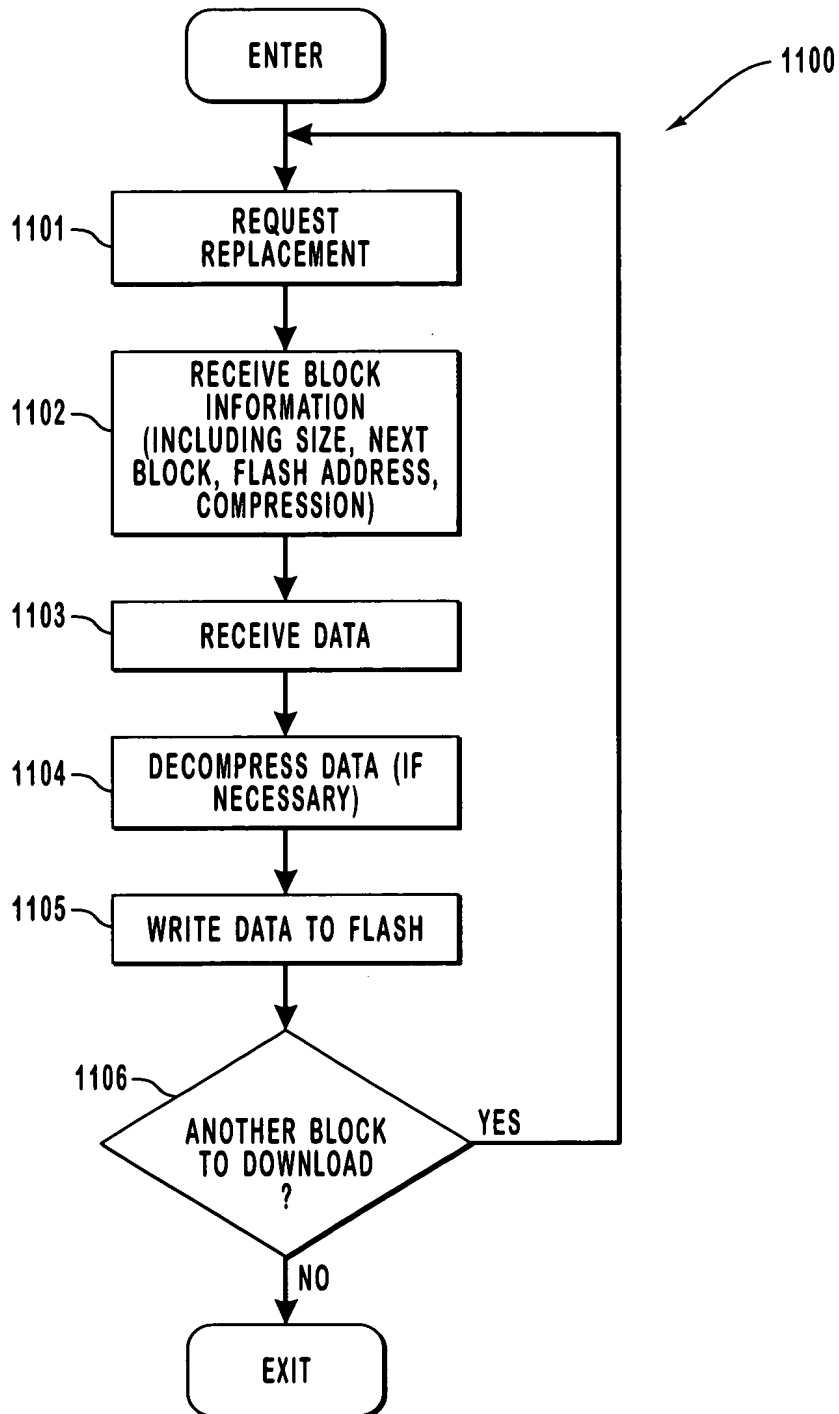 ENTER
1100
1101
REQUEST
REPLACEMENT
1102
RECEIVE BLOCK
INFORMATION
(INCLUDING SIZE, NEXT
BLOCK, FLASH ADDRESS,
COMPRESSION)
1103
RECEIVE DATA
1104
DECOMPRESS DATA (IF
NECESSARY)
1105
WRITE DATA TO FLASH
1106
ANOTHER BLOCK
TO DOWNLOAD
?
YES
NO
EXIT